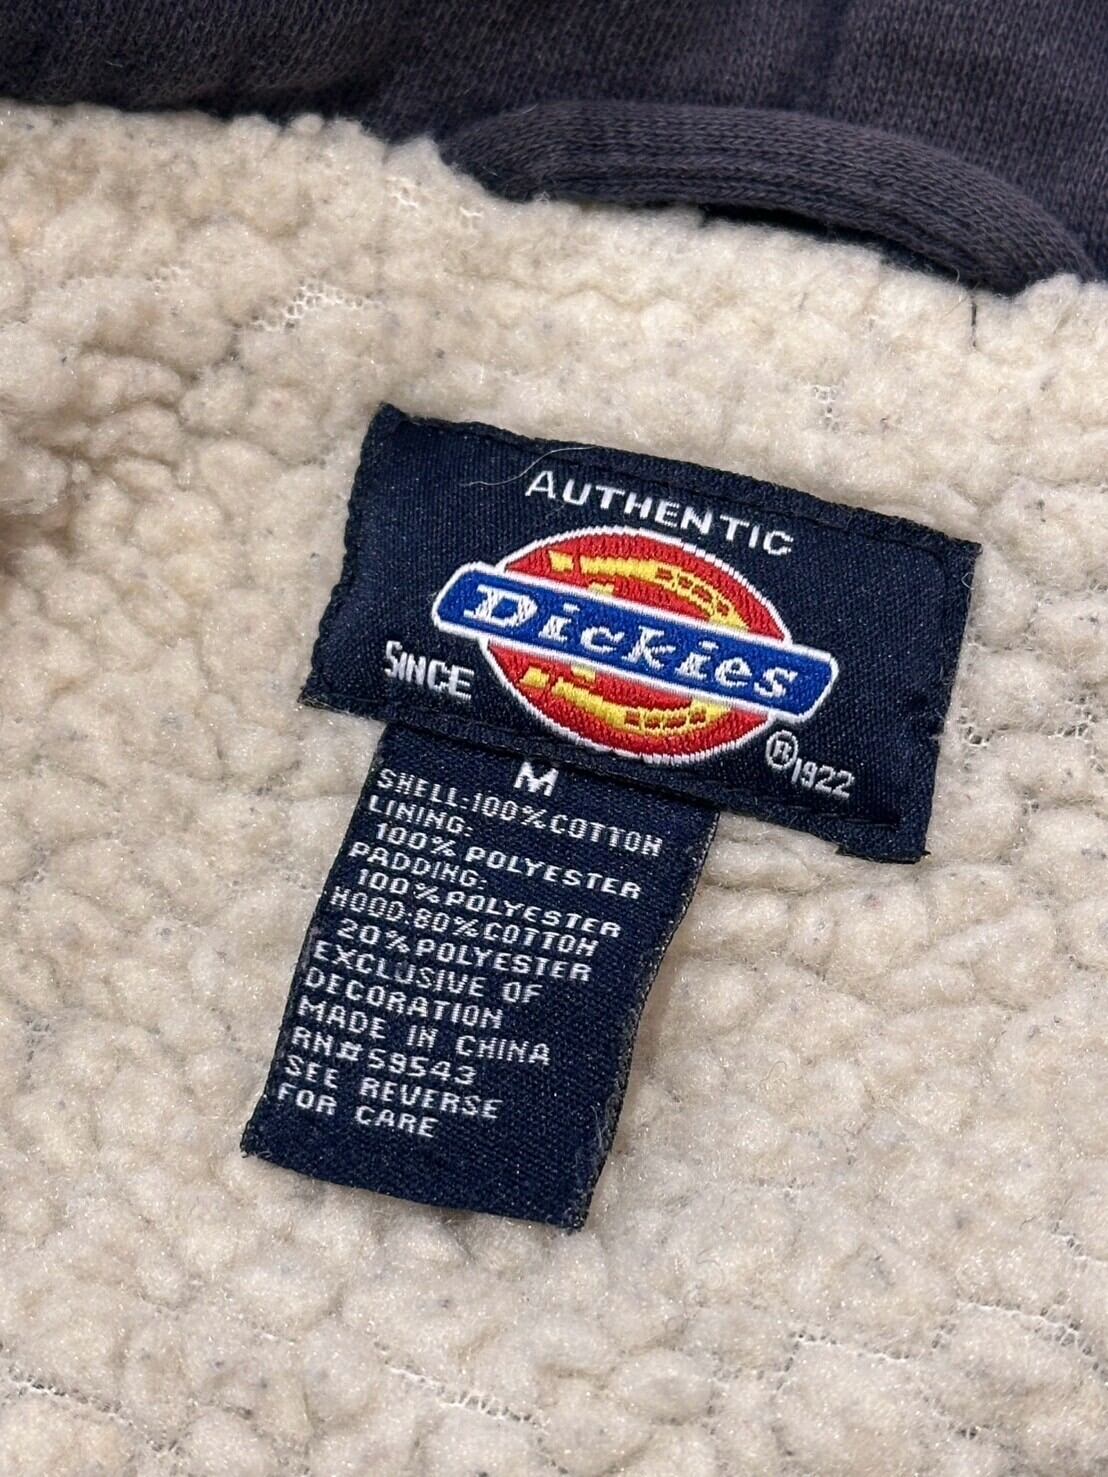 AUTHENTIC
Dickies
SINCE ®1922
M
SHELL:100%COTTON
LINING:
100% POLYESTER
PADDING:
100%POLYESTER
HOOD:80%COTTON
20%POLYESTER
EXCLUSIVE OF
DECORATION
MADE IN CHINA
RN#59543
SEE REVERSE
FOR CARE